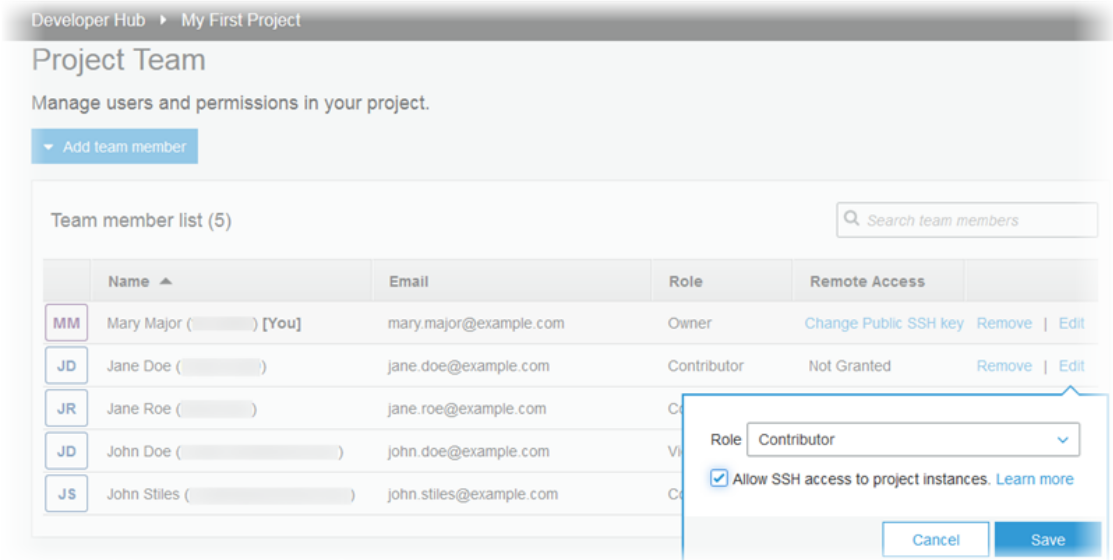 Developer Hub ▸ My First Project
Project Team
Manage users and permissions in your project.
Add team member
Team member list (5)
Search team members
Name Email Role Remote Access
MM Mary Major ( ) [You] mary.major@example.com Owner Change Public SSH key Remove | Edit
JD Jane Doe ( ) jane.doe@example.com Contributor Not Granted Remove | Edit
JR Jane Roe ( ) jane.roe@example.com
JD John Doe ( ) john.doe@example.com
JS John Stiles ( ) john.stiles@example.com
Role Contributor
Allow SSH access to project instances. Learn more
Cancel Save